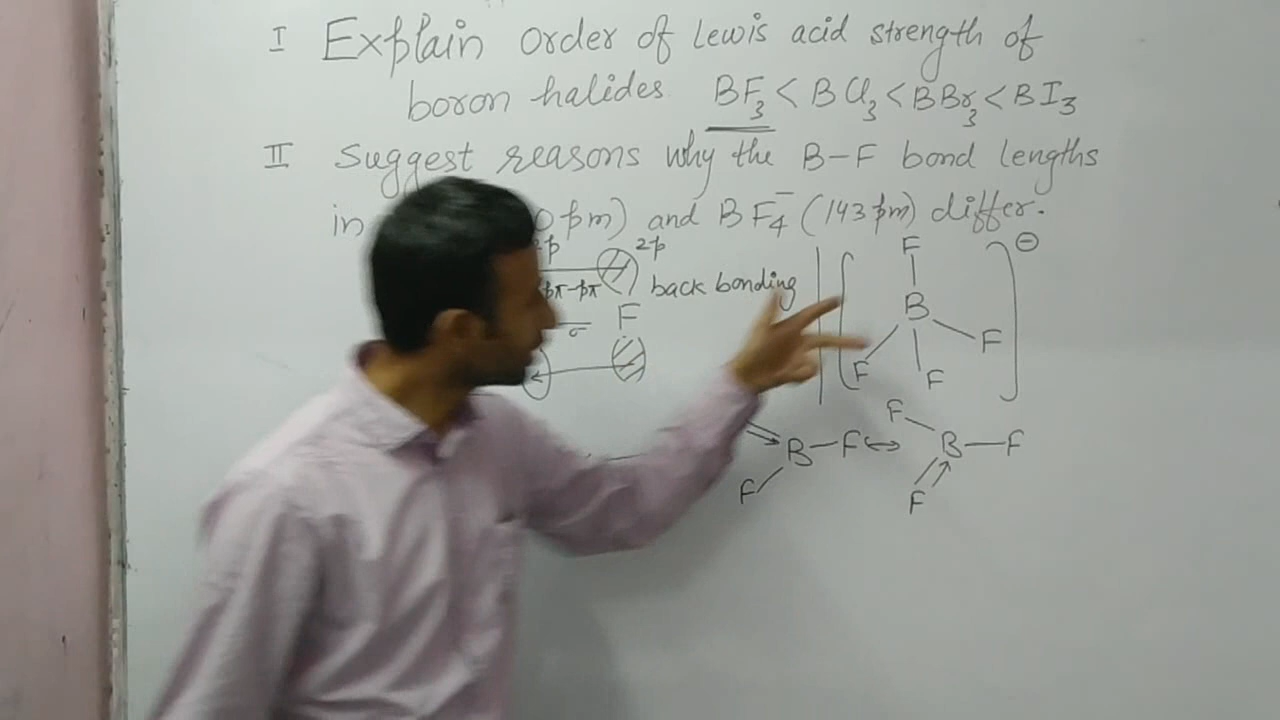 I Explain order of Lewis acid strength of
boron halides BF₃ < BCl₃ < BBr₃ < BI₃
II Suggest reasons why the B-F bond lengths
in 0 pm) and BF₄⁻ (143 pm) differ.
2p 2p
pπ-pπ back bonding
σ F
F ⊖
B
F F F
F
B - F ↔ B - F
F F